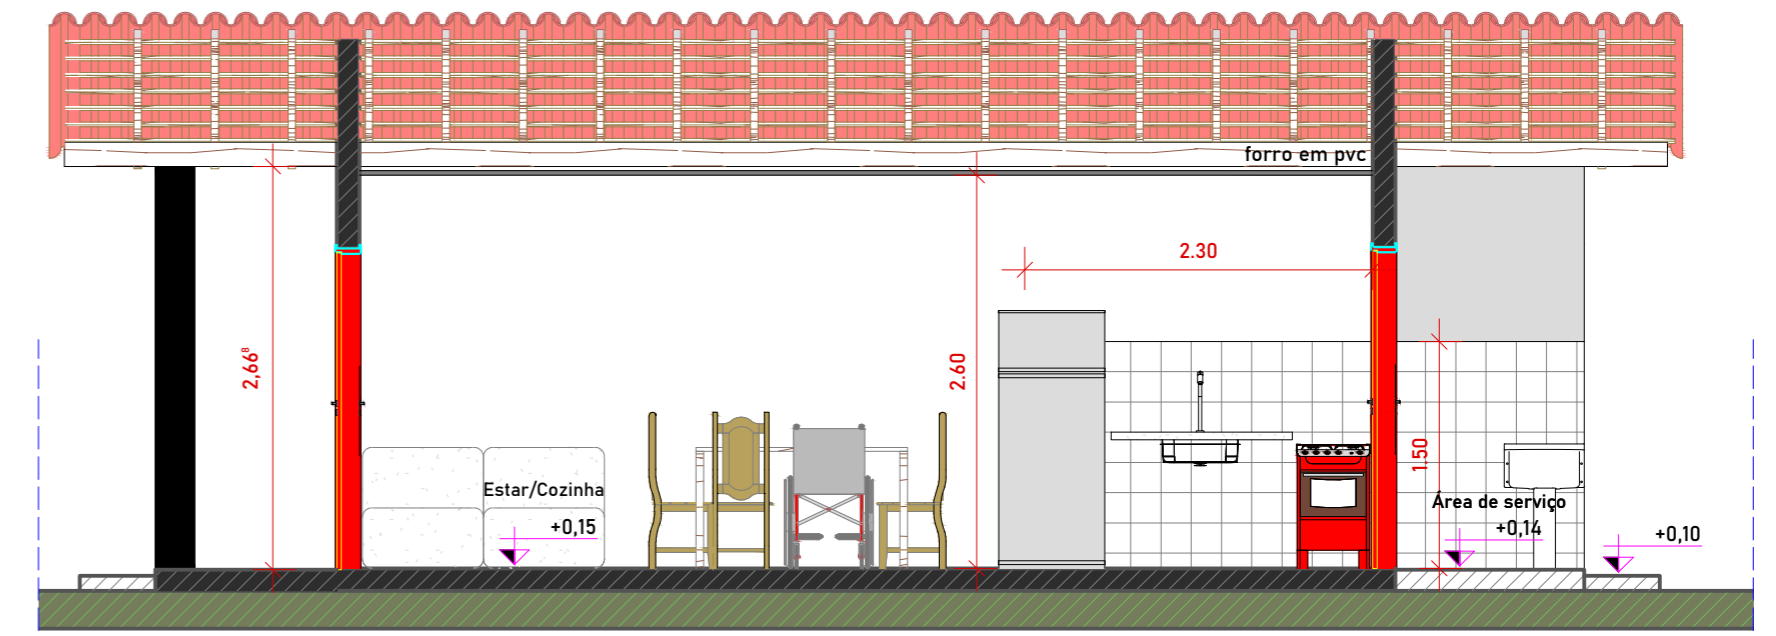 forro em pvc
2.30
2,66⁸
2.60
1.50
Estar/Cozinha
+0,15
Área de serviço
+0,14
+0,10